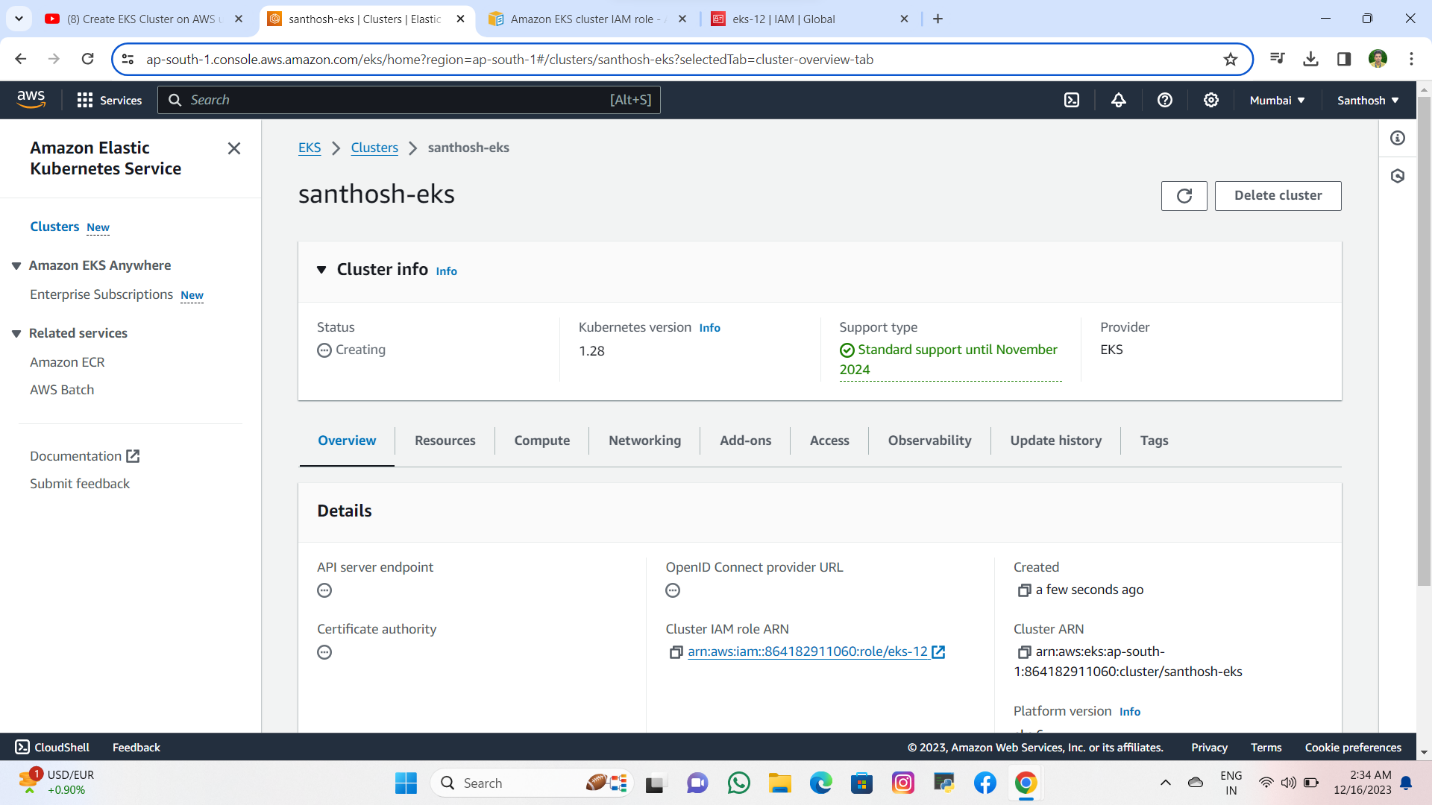 (8) Create EKS Cluster on AWS u
santhosh-eks | Clusters | Elastic
Amazon EKS cluster IAM role - A
eks-12 | IAM | Global
ap-south-1.console.aws.amazon.com/eks/home?region=ap-south-1#/clusters/santhosh-eks?selectedTab=cluster-overview-tab
aws
Services
Search
[Alt+S]
Mumbai
Santhosh
Amazon Elastic
Kubernetes Service
Clusters New
Amazon EKS Anywhere
Enterprise Subscriptions New
Related services
Amazon ECR
AWS Batch
Documentation
Submit feedback
EKS
Clusters
santhosh-eks
santhosh-eks
Delete cluster
Cluster info Info
Status
Creating
Kubernetes version Info
1.28
Support type
Standard support until November
2024
Provider
EKS
Overview
Resources
Compute
Networking
Add-ons
Access
Observability
Update history
Tags
Details
API server endpoint
Certificate authority
OpenID Connect provider URL
Cluster IAM role ARN
arn:aws:iam::864182911060:role/eks-12
Created
a few seconds ago
Cluster ARN
arn:aws:eks:ap-south-
1:864182911060:cluster/santhosh-eks
Platform version Info
CloudShell
Feedback
© 2023, Amazon Web Services, Inc. or its affiliates.
Privacy
Terms
Cookie preferences
1
USD/EUR
+0.90%
Search
ENG
IN
2:34 AM
12/16/2023